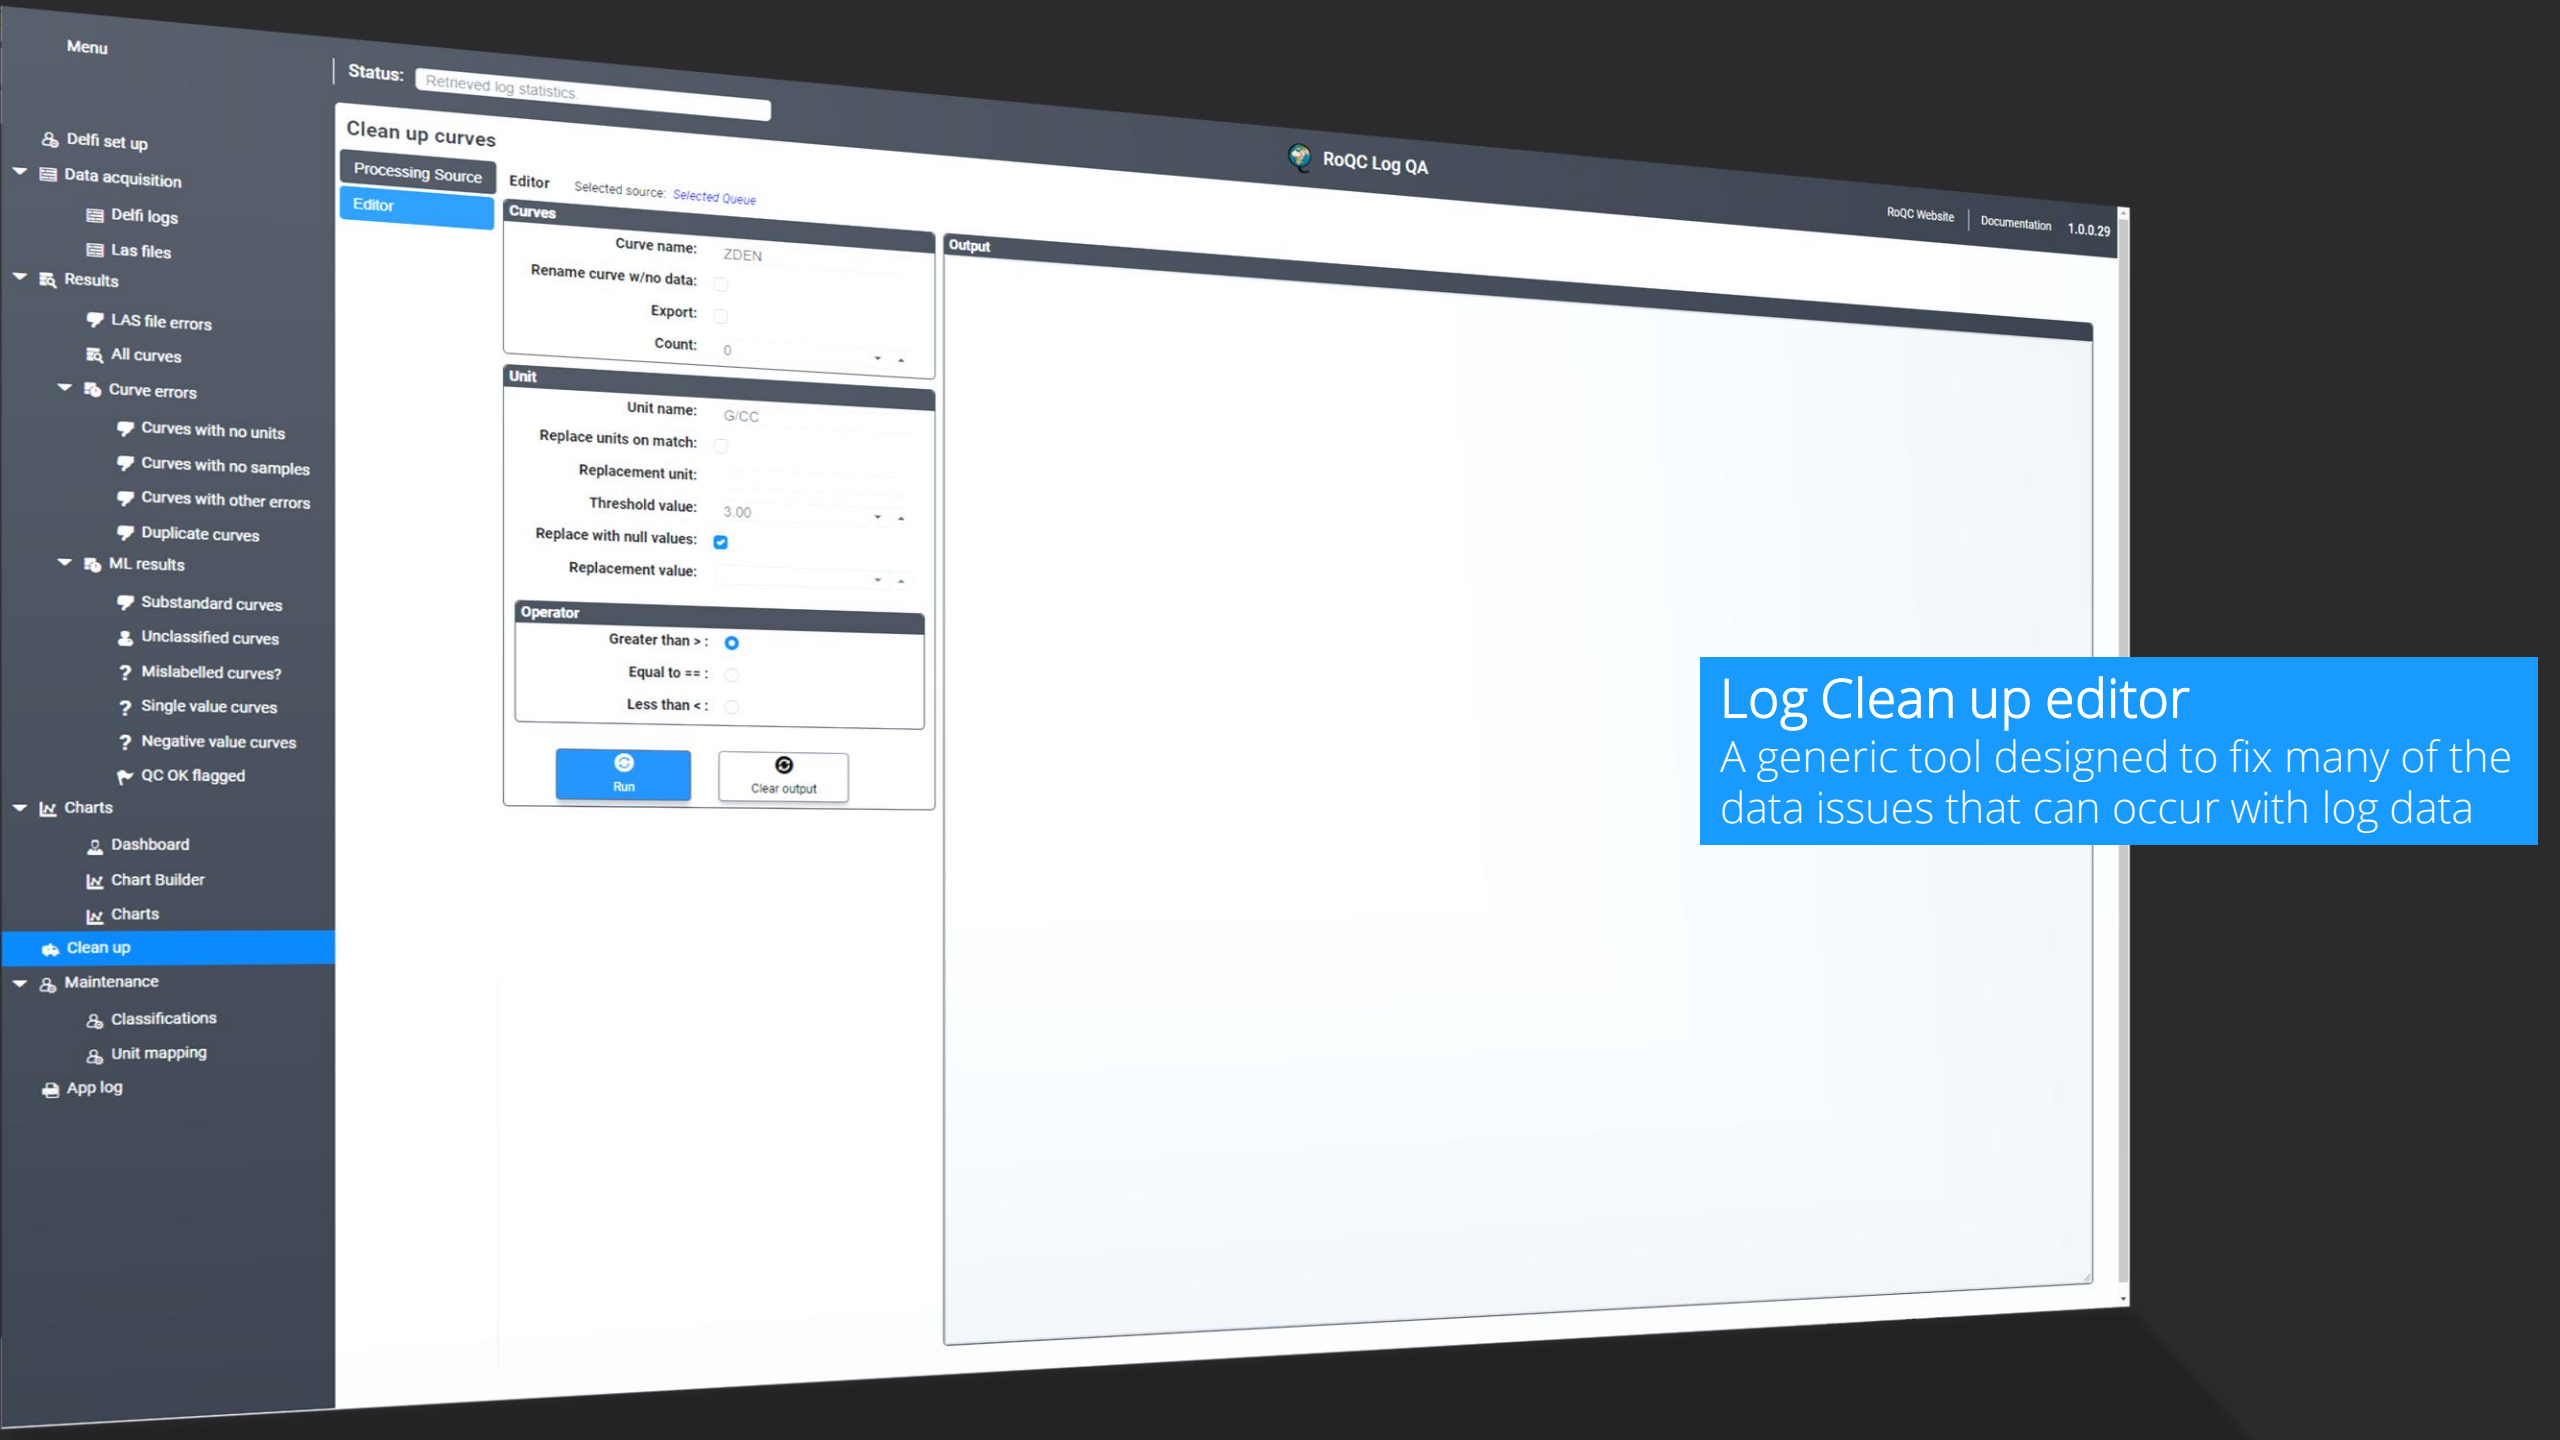 Menu
Status: Retrieved log statistics.
RoQC Log QA
RoQC Website | Documentation 1.0.0.29
Delfi set up
Data acquisition
Delfi logs
Las files
Results
LAS file errors
All curves
Curve errors
Curves with no units
Curves with no samples
Curves with other errors
Duplicate curves
ML results
Substandard curves
Unclassified curves
? Mislabelled curves?
? Single value curves
? Negative value curves
QC OK flagged
Charts
Dashboard
Chart Builder
Charts
Clean up
Maintenance
Classifications
Unit mapping
App log
Clean up curves
Processing Source
Editor
Editor Selected source: Selected Queue
Curves
Curve name: ZDEN
Rename curve w/no data:
Export:
Count: 0
Unit
Unit name: G/CC
Replace units on match:
Replacement unit:
Threshold value: 3.00
Replace with null values:
Replacement value:
Operator
Greater than > :
Equal to == :
Less than < :
Run
Clear output
Output
Log Clean up editor
A generic tool designed to fix many of the
data issues that can occur with log data